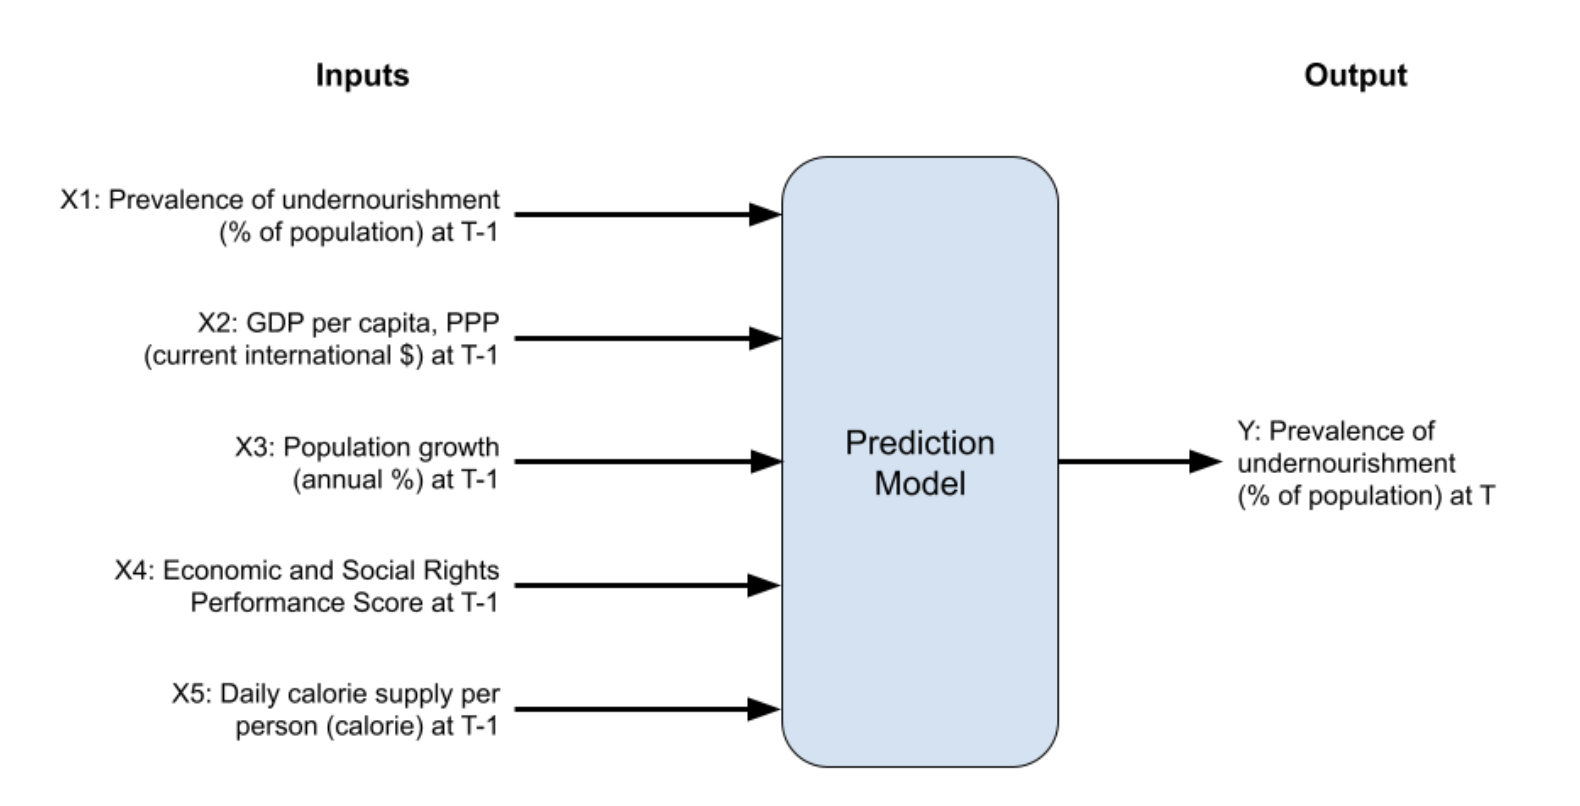 Inputs
Output
X1: Prevalence of undernourishment
(% of population) at T-1
X2: GDP per capita, PPP
(current international $) at T-1
X3: Population growth
(annual %) at T-1
X4: Economic and Social Rights
Performance Score at T-1
X5: Daily calorie supply per
person (calorie) at T-1
Prediction
Model
Y: Prevalence of
undernourishment
(% of population) at T